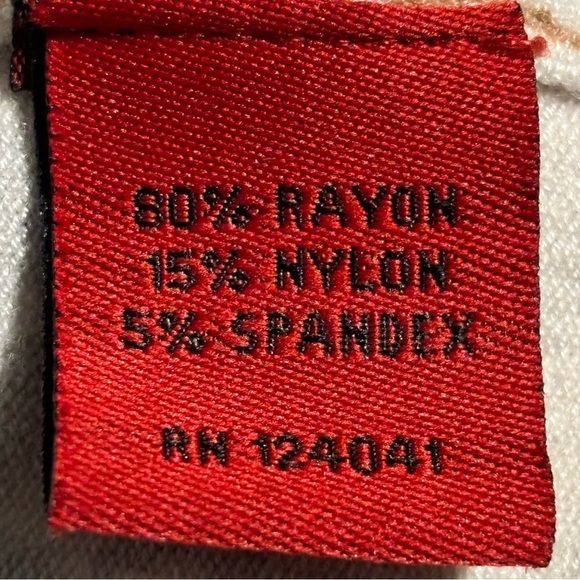 80% RAYON
15% NYLON
5% SPANDEX
RN 124041